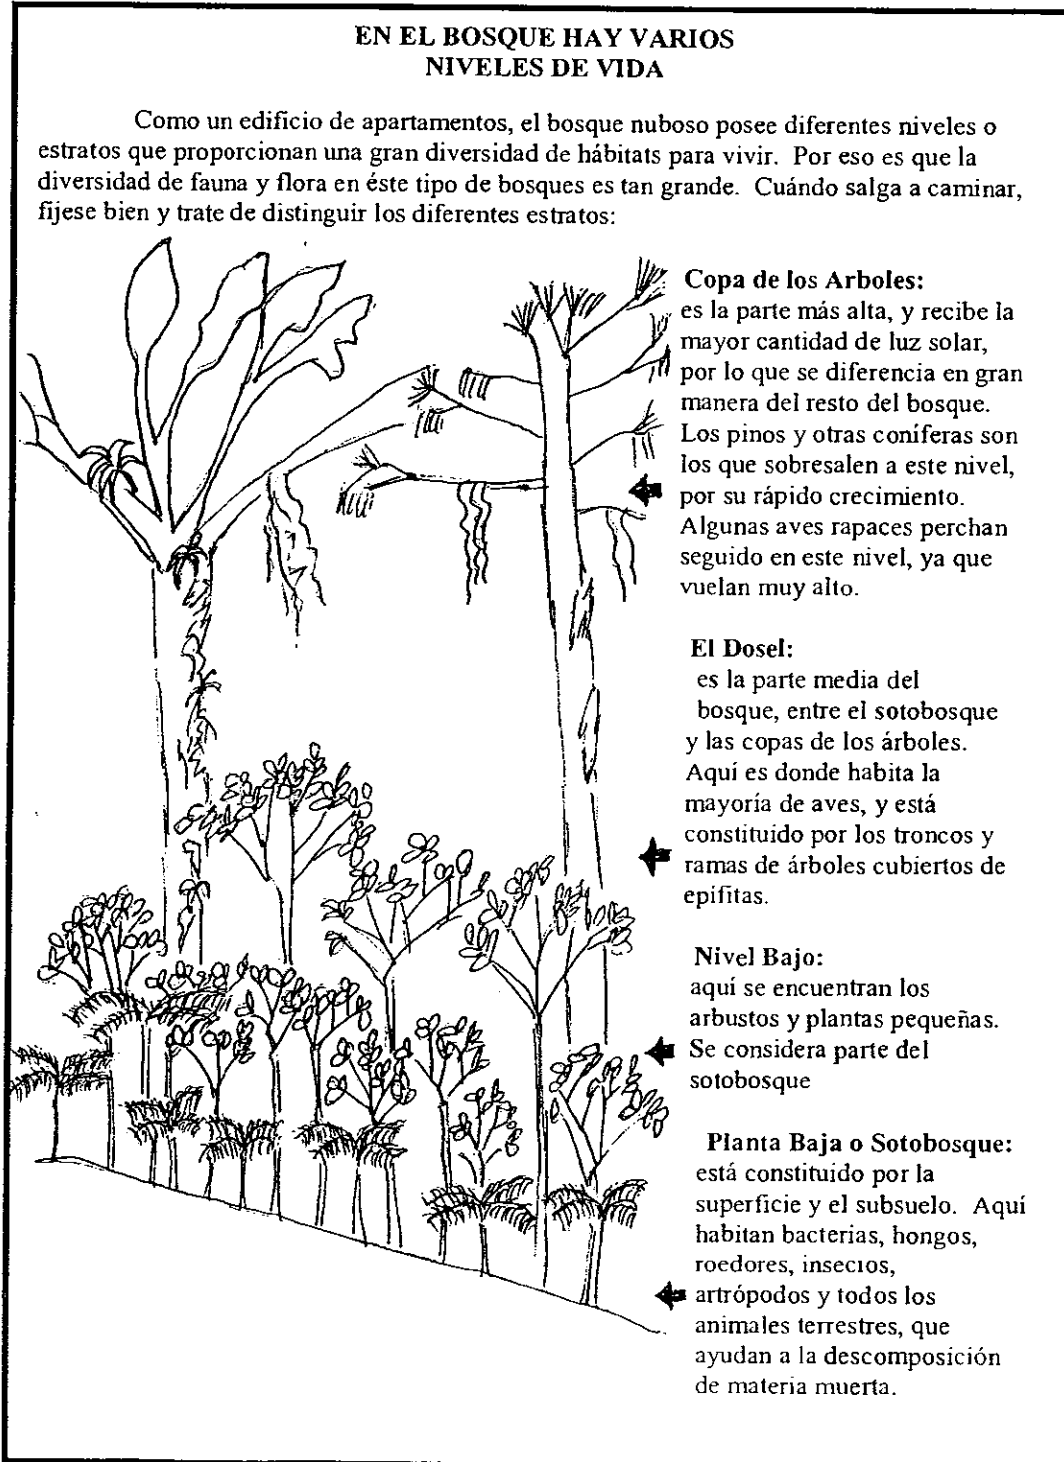 EN EL BOSQUE HAY VARIOS
NIVELES DE VIDA
Como un edificio de apartamentos, el bosque nuboso posee diferentes niveles o
estratos que proporcionan una gran diversidad de hábitats para vivir. Por eso es que la
diversidad de fauna y flora en éste tipo de bosques es tan grande. Cuándo salga a caminar,
fíjese bien y trate de distinguir los diferentes estratos:
Copa de los Arboles:
es la parte más alta, y recibe la
mayor cantidad de luz solar,
por lo que se diferencia en gran
manera del resto del bosque.
Los pinos y otras coníferas son
los que sobresalen a este nivel,
por su rápido crecimiento.
Algunas aves rapaces perchan
seguido en este nivel, ya que
vuelan muy alto.
El Dosel:
es la parte media del
bosque, entre el sotobosque
y las copas de los árboles.
Aquí es donde habita la
mayoría de aves, y está
constituido por los troncos y
ramas de árboles cubiertos de
epifitas.
Nivel Bajo:
aquí se encuentran los
arbustos y plantas pequeñas.
Se considera parte del
sotobosque
Planta Baja o Sotobosque:
está constituido por la
superficie y el subsuelo. Aquí
habitan bacterias, hongos,
roedores, insectos,
artrópodos y todos los
animales terrestres, que
ayudan a la descomposición
de materia muerta.